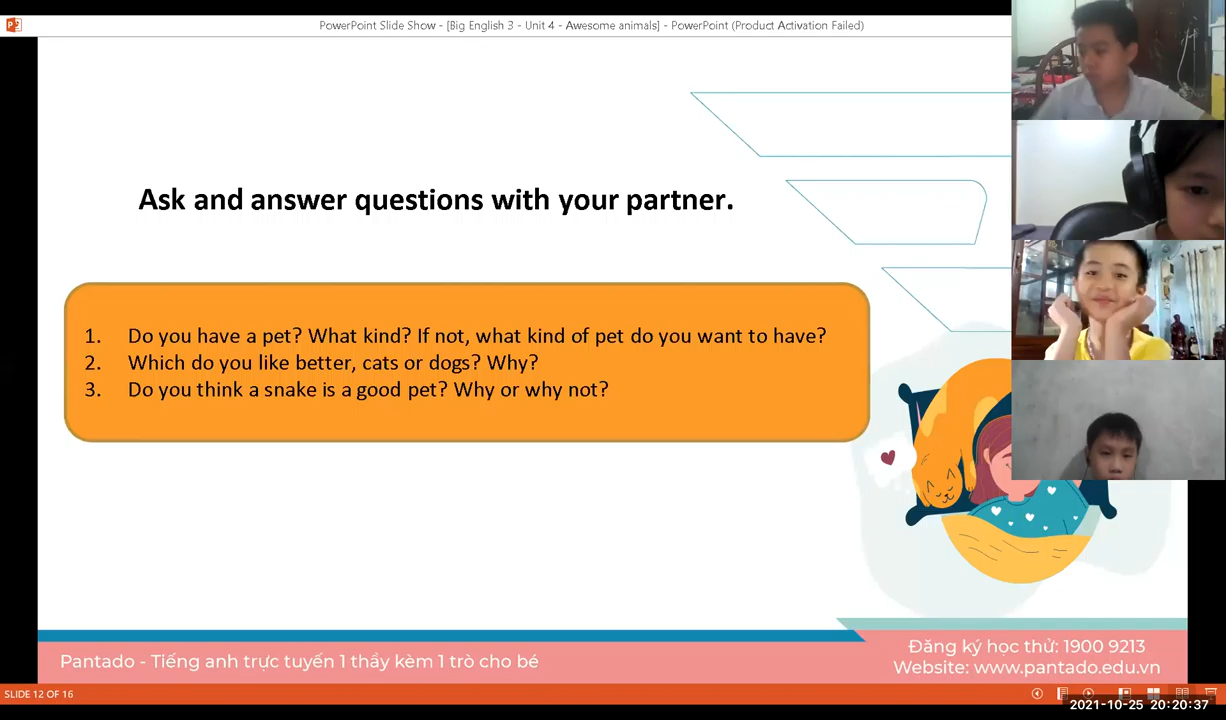 PowerPoint Slide Show - [Big English 3 - Unit 4 - Awesome animals] - PowerPoint (Product Activation Failed)
Ask and answer questions with your partner.
1. Do you have a pet? What kind? If not, what kind of pet do you want to have?
2. Which do you like better, cats or dogs? Why?
3. Do you think a snake is a good pet? Why or why not?
Pantado - Tiếng anh trực tuyến 1 thầy kèm 1 trò cho bé
Đăng ký học thử: 1900 9213
Website: www.pantado.edu.vn
SLIDE 12 OF 16
2021-10-25 20:20:37